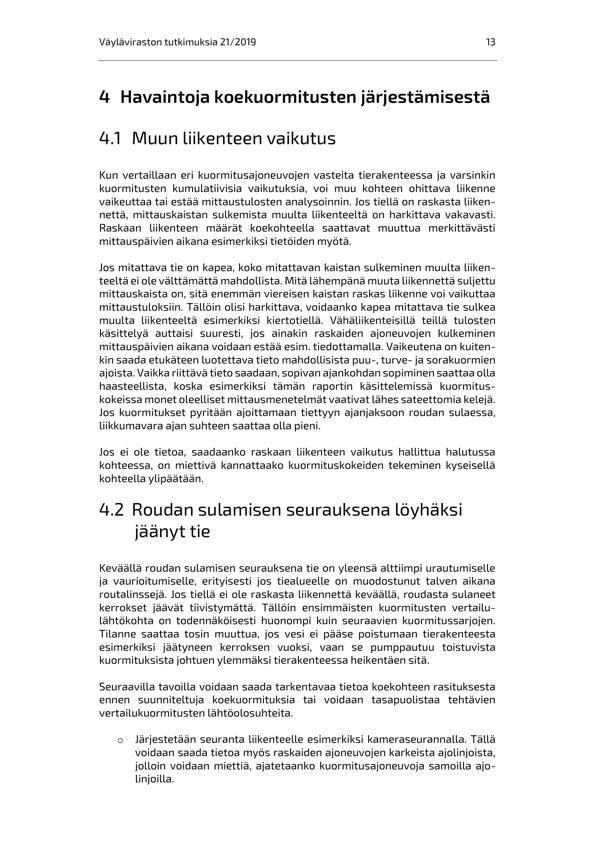 Väyläviraston tutkimuksia 21/2019 13
4 Havaintoja koekuormitusten järjestämisestä
4.1 Muun liikenteen vaikutus
Kun vertaillaan eri kuormitusajoneuvojen vasteita tierakenteessa ja varsinkin
kuormitusten kumulatiivisia vaikutuksia, voi muu kohteen ohittava liikenne
vaikeuttaa tai estää mittaustulosten analysoinnin. Jos tiellä on raskasta liiken-
nettä, mittauskaistan sulkemista muulta liikenteeltä on harkittava vakavasti.
Raskaan liikenteen määrät koekohteella saattavat muuttua merkittävästi
mittauspäivien aikana esimerkiksi tietöiden myötä.
Jos mitattava tie on kapea, koko mitattavan kaistan sulkeminen muulta liiken-
teeltä ei ole välttämättä mahdollista. Mitä lähempänä muuta liikennettä suljettu
mittauskaista on, sitä enemmän viereisen kaistan raskas liikenne voi vaikuttaa
mittaustuloksiin. Tällöin olisi harkittava, voidaanko kapea mitattava tie sulkea
muulta liikenteeltä esimerkiksi kiertotiellä. Vähäliikenteisillä teillä tulosten
käsittelyä auttaisi suuresti, jos ainakin raskaiden ajoneuvojen kulkeminen
mittauspäivien aikana voidaan estää esim. tiedottamalla. Vaikeutena on kuiten-
kin saada etukäteen luotettava tieto mahdollisista puu-, turve- ja sorakuormien
ajoista. Vaikka riittävä tieto saadaan, sopivan ajankohdan sopiminen saattaa olla
haasteellista, koska esimerkiksi tämän raportin käsittelemissä kuormitus-
kokeissa monet oleelliset mittausmenetelmät vaativat lähes sateettomia kelejä.
Jos kuormitukset pyritään ajoittamaan tiettyyn ajanjaksoon roudan sulaessa,
liikkumavara ajan suhteen saattaa olla pieni.
Jos ei ole tietoa, saadaanko raskaan liikenteen vaikutus hallittua halutussa
kohteessa, on miettivä kannattaako kuormituskokeiden tekeminen kyseisellä
kohteella ylipäätään.
4.2 Roudan sulamisen seurauksena löyhäksi
jäänyt tie
Keväällä roudan sulamisen seurauksena tie on yleensä alttiimpi urautumiselle
ja vaurioitumiselle, erityisesti jos tiealueelle on muodostunut talven aikana
routalinssejä. Jos tiellä ei ole raskasta liikennettä keväällä, roudasta sulaneet
kerrokset jäävät tiivistymättä. Tällöin ensimmäisten kuormitusten vertailu-
lähtökohta on todennäköisesti huonompi kuin seuraavien kuormitussarjojen.
Tilanne saattaa tosin muuttua, jos vesi ei pääse poistumaan tierakenteesta
esimerkiksi jäätyneen kerroksen vuoksi, vaan se pumppautuu toistuvista
kuormituksista johtuen ylemmäksi tierakenteessa heikentäen sitä.
Seuraavilla tavoilla voidaan saada tarkentavaa tietoa koekohteen rasituksesta
ennen suunniteltuja koekuormituksia tai voidaan tasapuolistaa tehtävien
vertailukuormitusten lähtöolosuhteita.
o Järjestetään seuranta liikenteelle esimerkiksi kameraseurannalla. Tällä
voidaan saada tietoa myös raskaiden ajoneuvojen karkeista ajolinjoista,
jolloin voidaan miettiä, ajatetaanko kuormitusajoneuvoja samoilla ajo-
linjoilla.